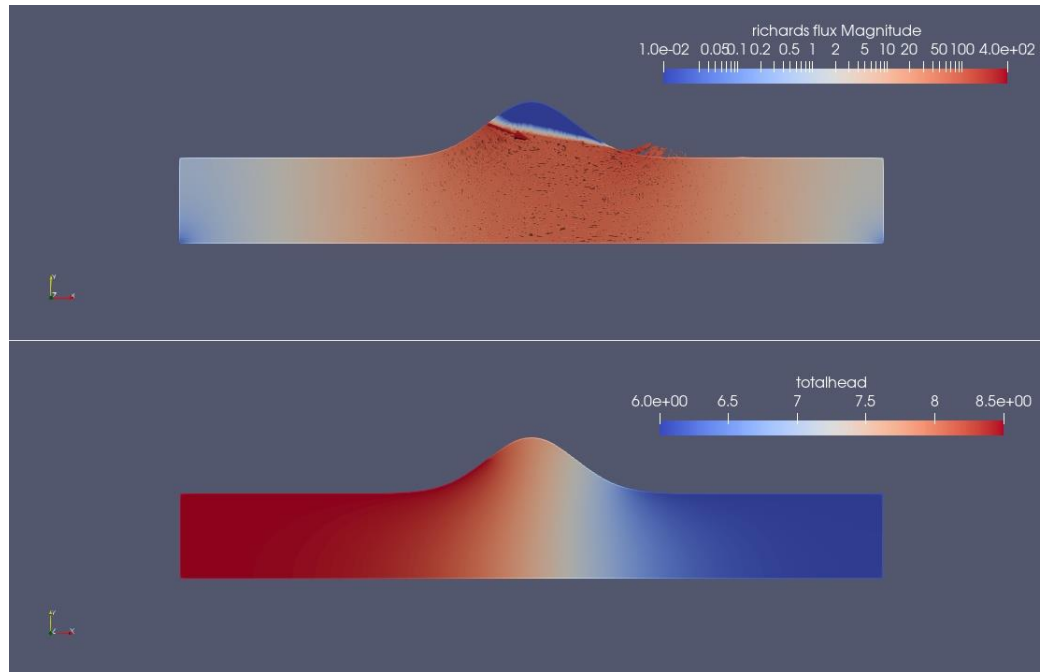 richards flux Magnitude
1.0e-02 0.05 0.1 0.2 0.5 1 2 5 10 20 50 100 4.0e+02
Y
X
totalhead
6.0e+00 6.5 7 7.5 8 8.5e+00
Y
X